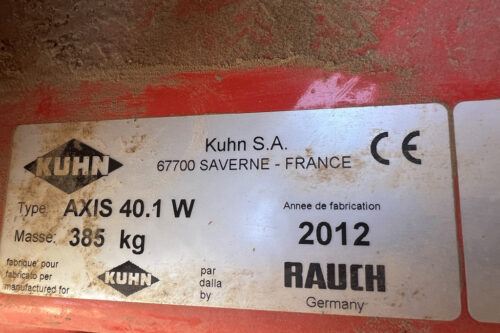 KUHN
Kuhn S.A.
67700 SAVERNE - FRANCE
CE
Type: AXIS 40.1 W
Annee de fabrication
Masse: 385 kg
2012
fabrique pour
fabricato per
manufactured for
KUHN
par
dalla
by
RAUCH
Germany